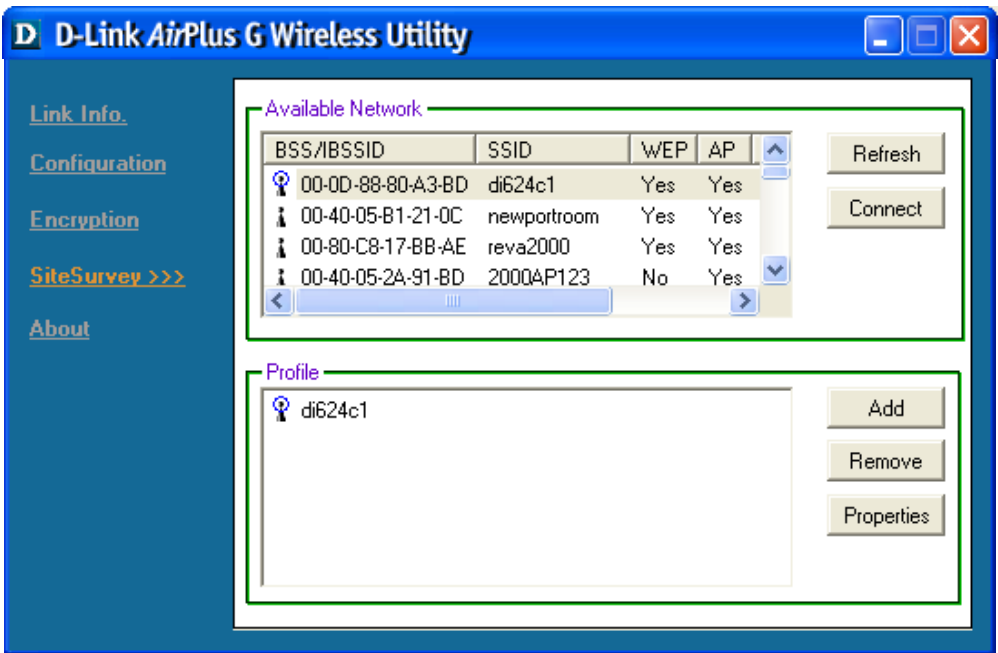 D D-Link AirPlus G Wireless Utility
Link Info.
Configuration
Encryption
SiteSurvey >>>
About
Available Network
BSS/IBSSID SSID WEP AP
00-0D-88-80-A3-BD di624c1 Yes Yes
00-40-05-B1-21-0C newportroom Yes Yes
00-80-C8-17-BB-AE reva2000 Yes Yes
00-40-05-2A-91-BD 2000AP123 No Yes
Refresh
Connect
Profile
di624c1
Add
Remove
Properties